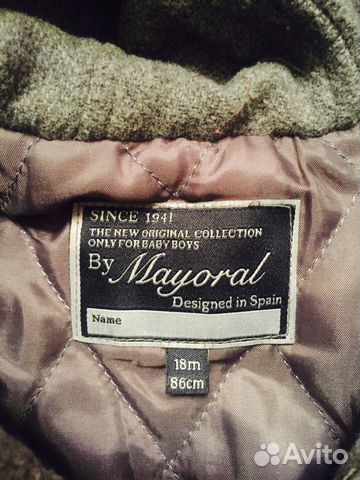 SINCE 1941
THE NEW ORIGINAL COLLECTION
ONLY FOR BABY BOYS
By Mayoral
Designed in Spain
Name
18m
86cm
Avito